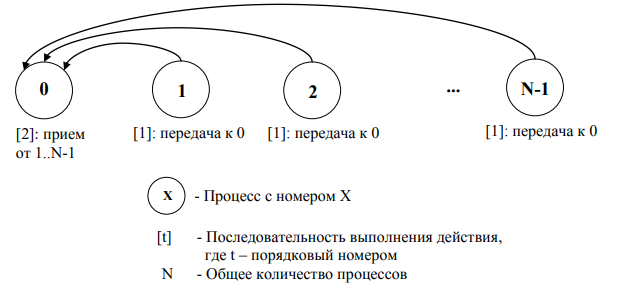 0
1
2
...
N-1
[2]: прием
от 1..N-1
[1]: передача к 0
[1]: передача к 0
[1]: передача к 0
X - Процесс с номером X
[t] - Последовательность выполнения действия,
где t – порядковый номером
N - Общее количество процессов